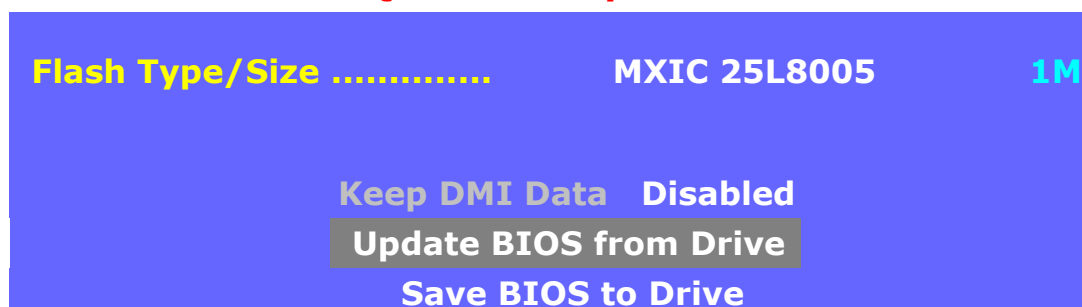 Flash Type/Size .............. MXIC 25L8005 1M
Keep DMI Data Disabled
Update BIOS from Drive
Save BIOS to Drive